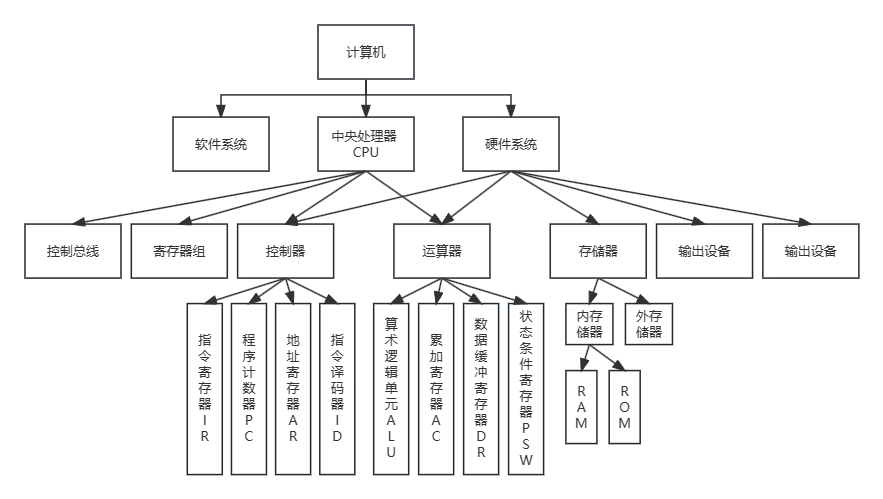 计算机
软件系统
中央处理器
CPU
硬件系统
控制总线
寄存器组
控制器
运算器
存储器
输出设备
输出设备
指令寄存器IR
程序计数器PC
地址寄存器AR
指令译码器ID
算术逻辑单元ALU
累加寄存器AC
数据缓冲寄存器DR
状态条件寄存器PSW
内存
储器
外存
储器
RAM
ROM